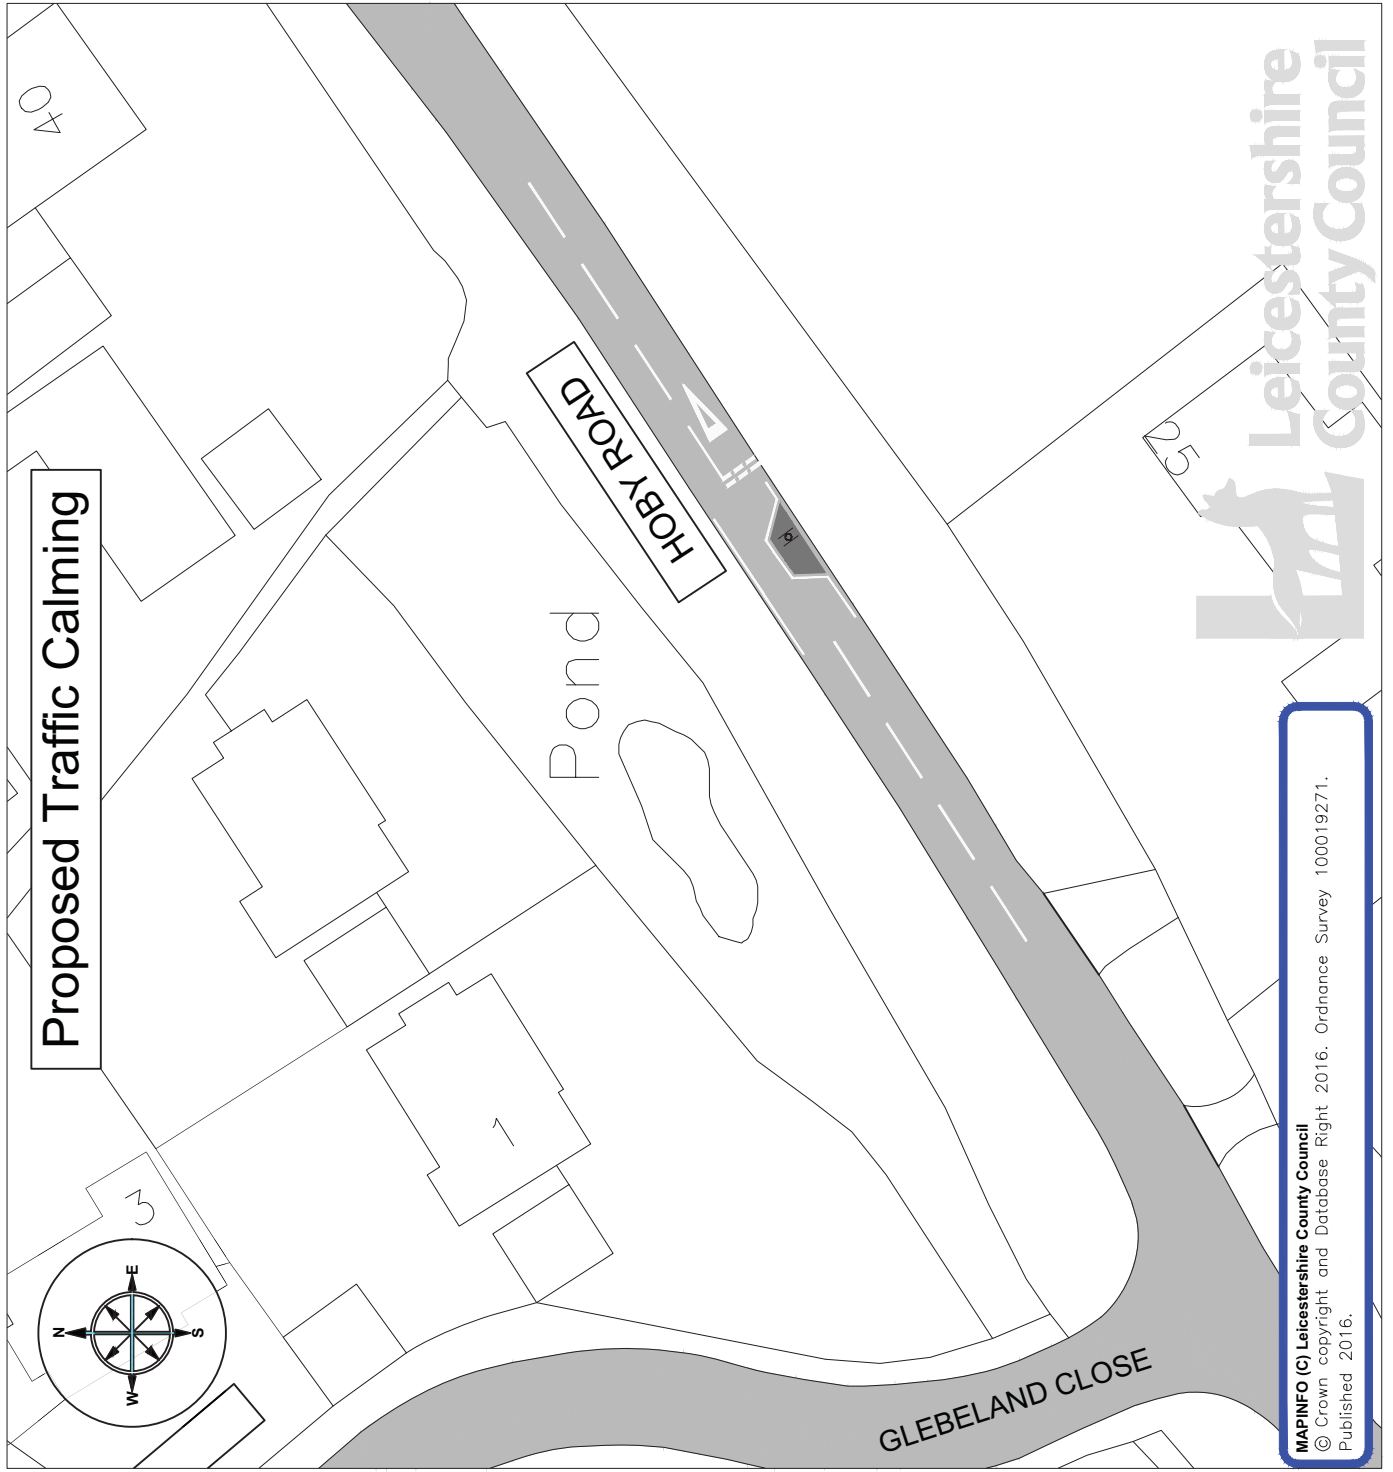 Proposed Traffic Calming
40
HOBY ROAD
Pond
25
1
3
N
E
S
W
GLEBELAND CLOSE
Leicestershire
County Council
MAPINFO (C) Leicestershire County Council
© Crown copyright and Database Right 2016. Ordnance Survey 100019271.
Published 2016.